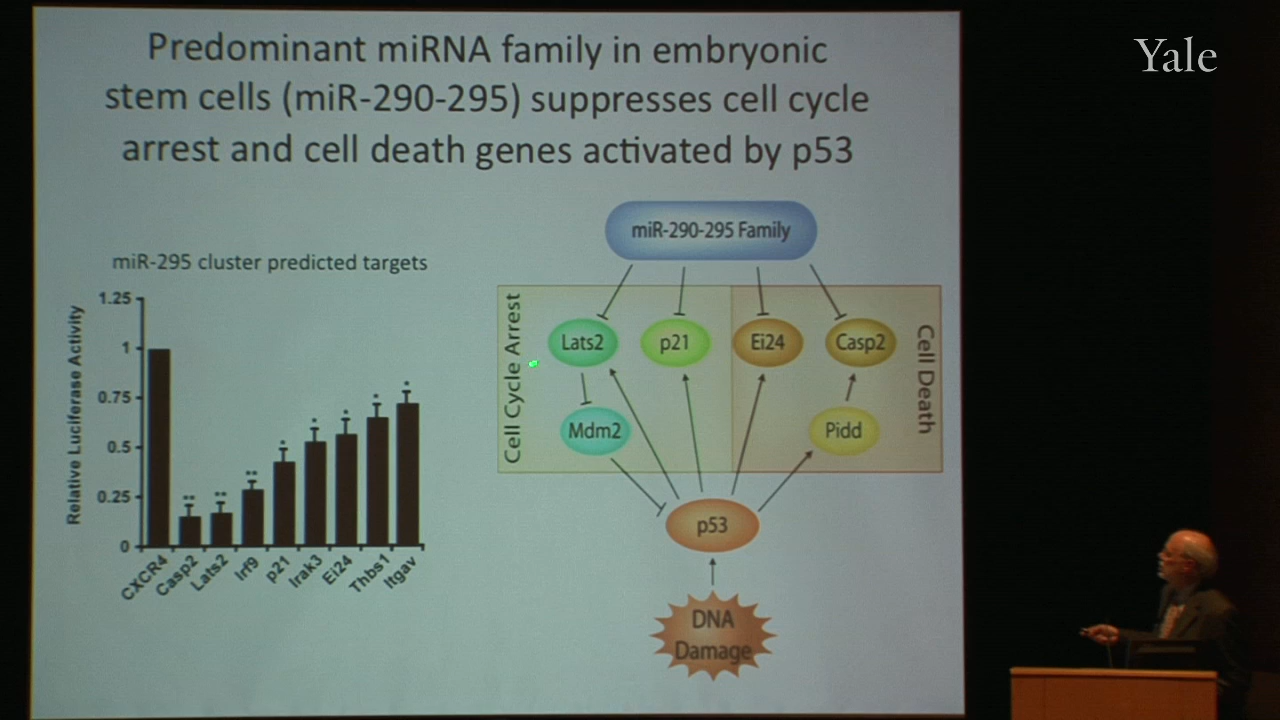 Yale
Predominant miRNA family in embryonic
stem cells (miR-290-295) suppresses cell cycle
arrest and cell death genes activated by p53
miR-295 cluster predicted targets
Relative Luciferase Activity
1.25
1
0.75
0.5
0.25
0
CXCR4
Casp2
Lats2
Irf9
p21
Irak3
Ei24
Thbs1
Itgav
miR-290-295 Family
Cell Cycle Arrest
Lats2
p21
Ei24
Casp2
Cell Death
Mdm2
Pidd
p53
DNA
Damage